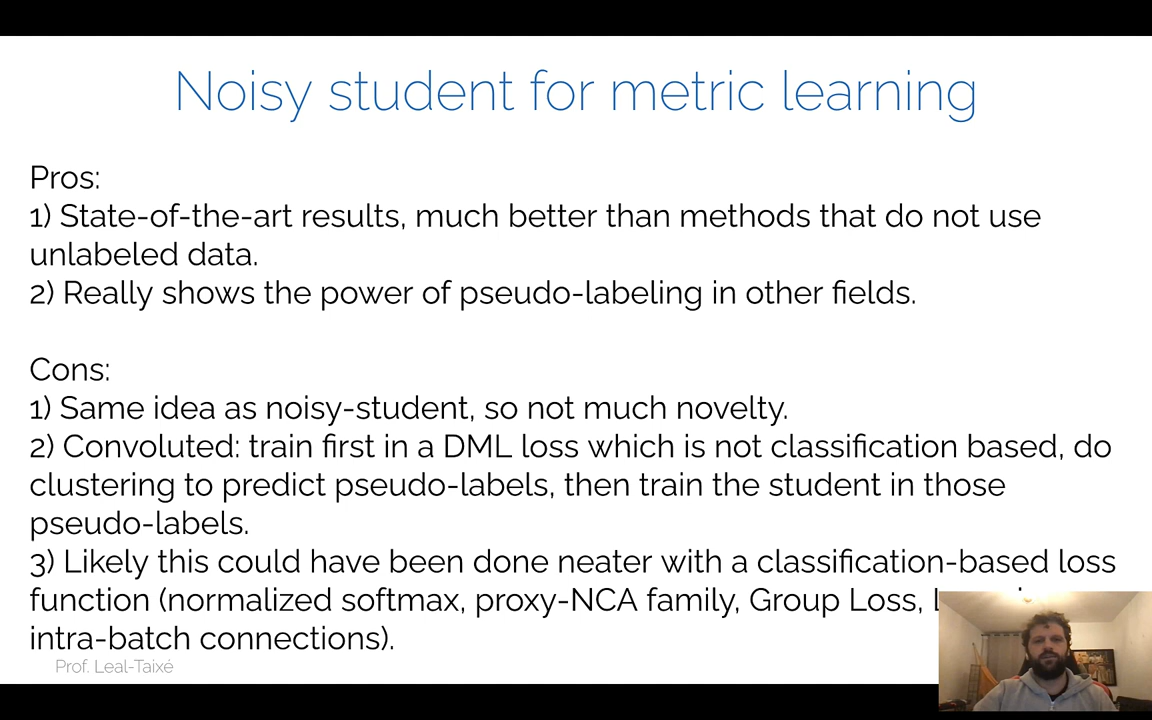 Noisy student for metric learning
Pros:
1) State-of-the-art results, much better than methods that do not use
unlabeled data.
2) Really shows the power of pseudo-labeling in other fields.
Cons:
1) Same idea as noisy-student, so not much novelty.
2) Convoluted: train first in a DML loss which is not classification based, do
clustering to predict pseudo-labels, then train the student in those
pseudo-labels.
3) Likely this could have been done neater with a classification-based loss
function (normalized softmax, proxy-NCA family, Group Loss,
intra-batch connections).
Prof. Leal-Taixé